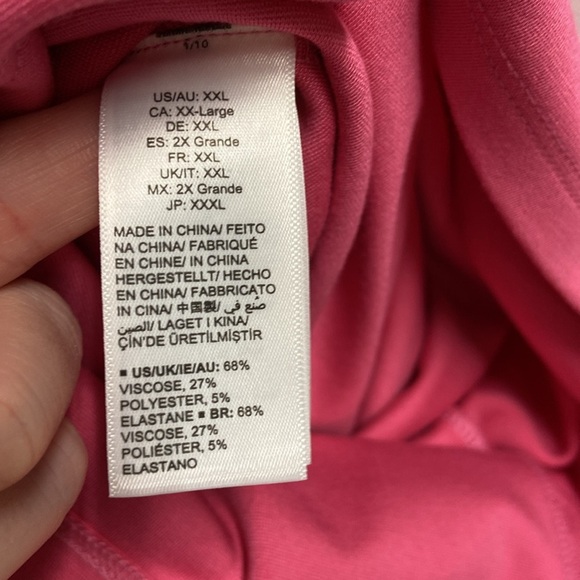 1/10
US/AU: XXL
CA: XX-Large
DE: XXL
ES: 2X Grande
FR: XXL
UK/IT: XXL
MX: 2X Grande
JP: XXXL
MADE IN CHINA/ FEITO
NA CHINA/ FABRIQUÉ
EN CHINE/ IN CHINA
HERGESTELLT/ HECHO
EN CHINA/ FABBRICATO
IN CINA/ 中国製/ صنع في
الصين/ LAGET I KINA/
ÇİN'DE ÜRETİLMİŞTİR
▪ US/UK/IE/AU: 68%
VISCOSE, 27%
POLYESTER, 5%
ELASTANE ▪ BR: 68%
VISCOSE, 27%
POLIÉSTER, 5%
ELASTANO